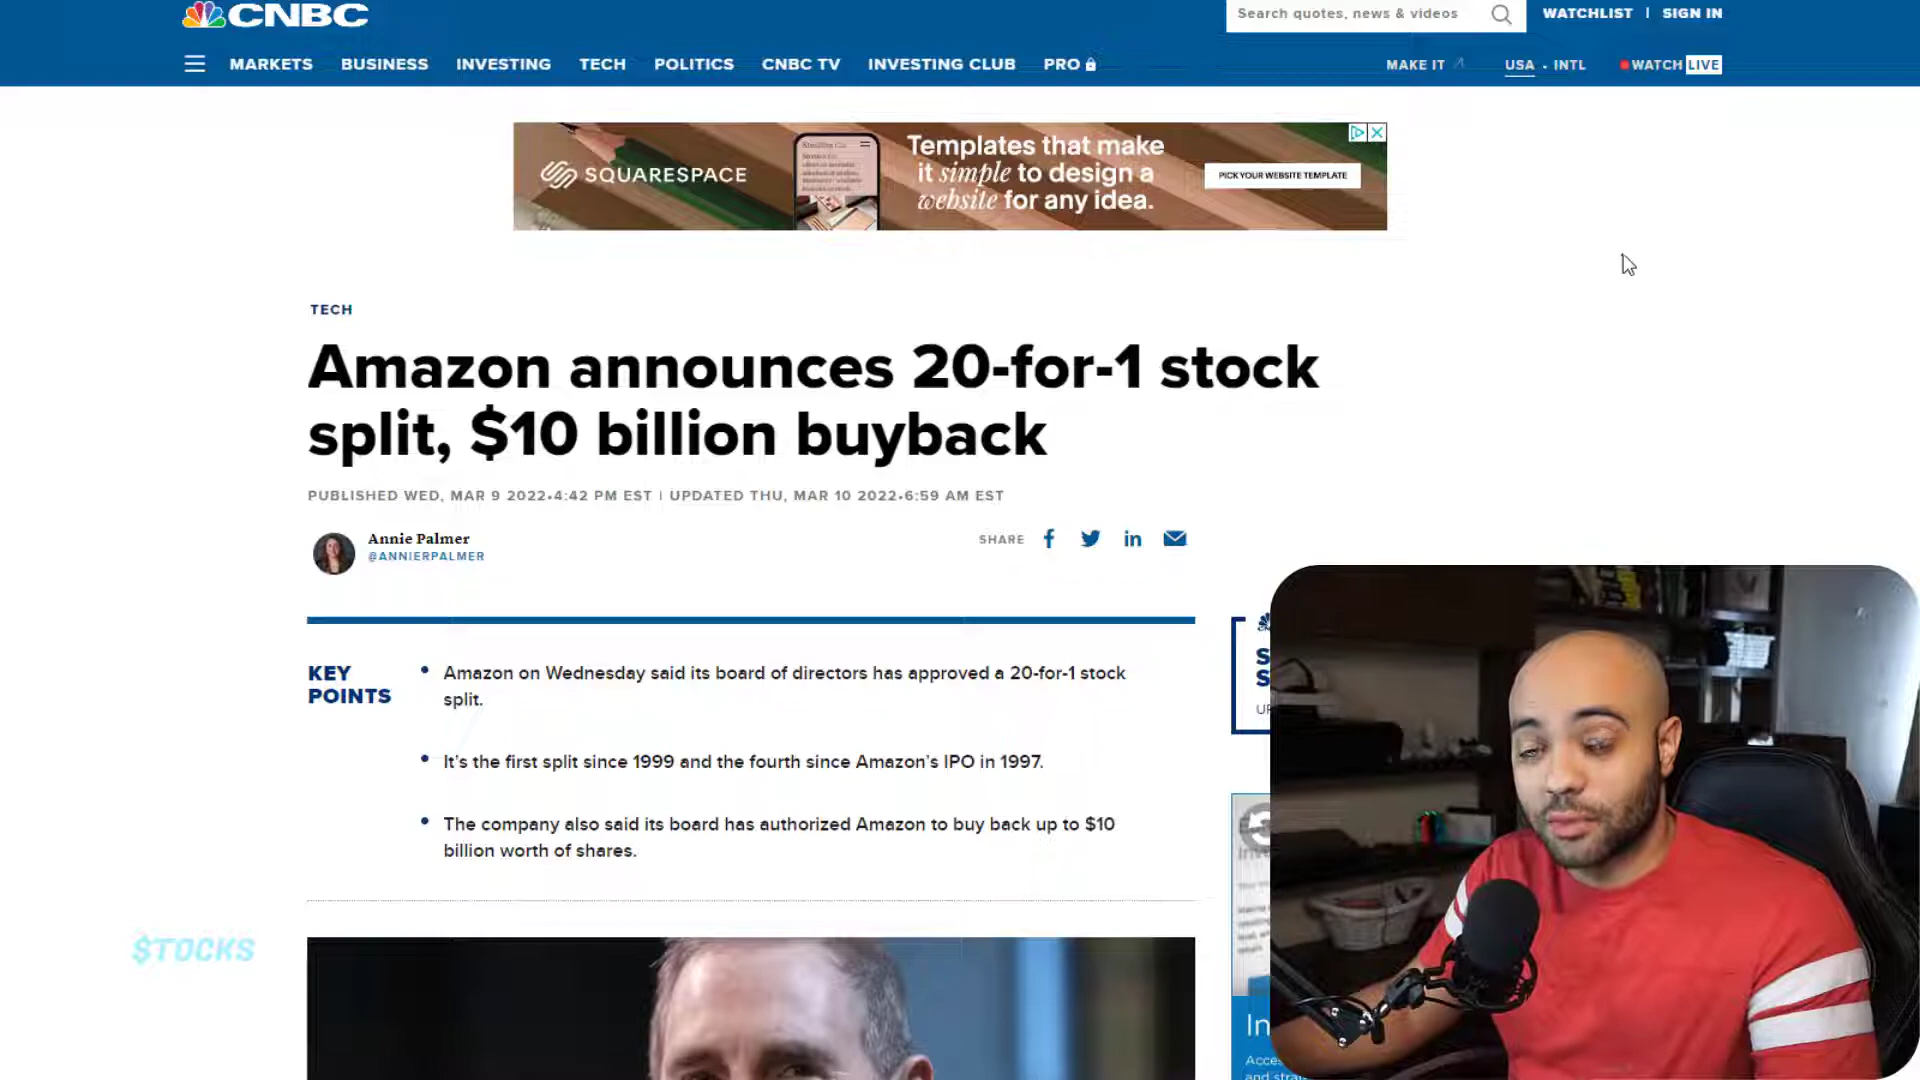 CNBC
Search quotes, news & videos
WATCHLIST | SIGN IN
MARKETS BUSINESS INVESTING TECH POLITICS CNBC TV INVESTING CLUB PRO
MAKE IT USA • INTL WATCH LIVE
SQUARESPACE
Templates that make
it simple to design a
website for any idea.
PICK YOUR WEBSITE TEMPLATE
TECH
Amazon announces 20-for-1 stock
split, $10 billion buyback
PUBLISHED WED, MAR 9 2022•4:42 PM EST | UPDATED THU, MAR 10 2022•6:59 AM EST
Annie Palmer
@ANNIERPALMER
SHARE
KEY
POINTS
• Amazon on Wednesday said its board of directors has approved a 20-for-1 stock
split.
• It's the first split since 1999 and the fourth since Amazon's IPO in 1997.
• The company also said its board has authorized Amazon to buy back up to $10
billion worth of shares.
$TOCKS